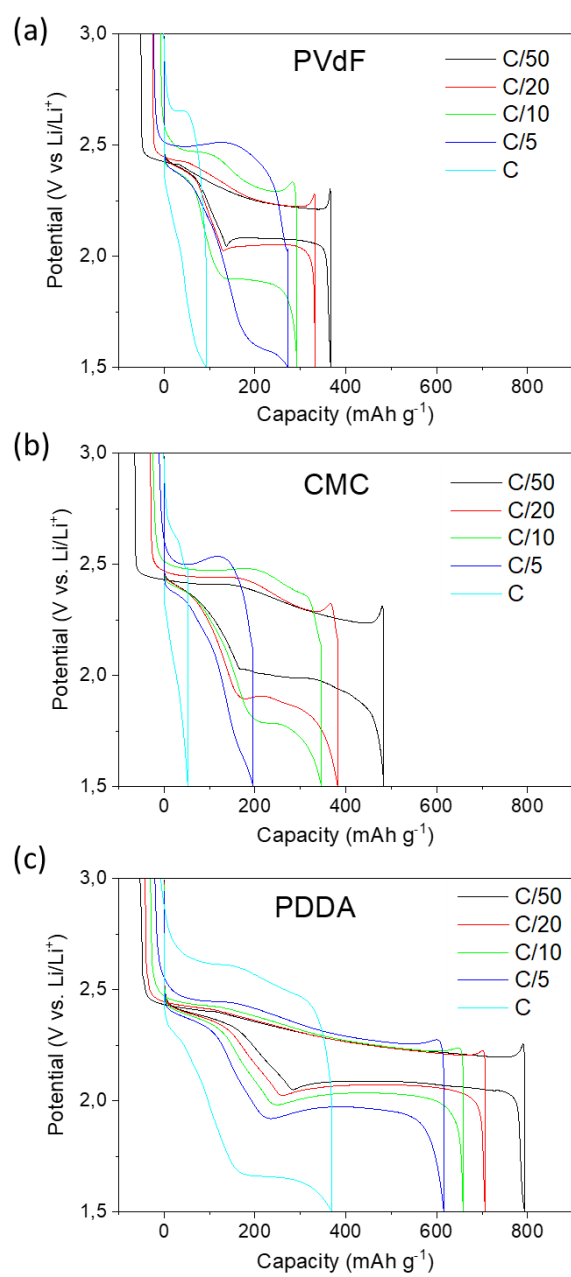 (a)
PVdF
C/50
C/20
C/10
C/5
C
3,0
2,5
2,0
1,5
Potential (V vs Li/Li⁺)
0 200 400 600 800
Capacity (mAh g⁻¹)
(b)
CMC
C/50
C/20
C/10
C/5
C
3,0
2,5
2,0
1,5
Potential (V vs. Li/Li⁺)
0 200 400 600 800
Capacity (mAh g⁻¹)
(c)
PDDA
C/50
C/20
C/10
C/5
C
3,0
2,5
2,0
1,5
Potential (V vs. Li/Li⁺)
0 200 400 600 800
Capacity (mAh g⁻¹)